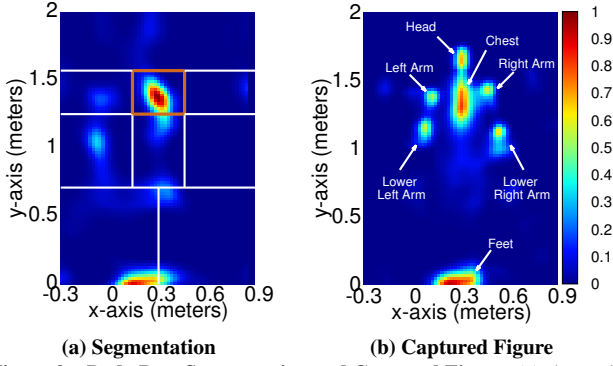 2
1.5
1
0.5
0
-0.3
0
0.3
0.6
0.9
y-axis (meters)
x-axis (meters)
(a) Segmentation
2
1.5
1
0.5
0
-0.3
0
0.3
0.6
0.9
y-axis (meters)
x-axis (meters)
Head
Chest
Left Arm
Right Arm
Lower
Left Arm
Lower
Right Arm
Feet
(b) Captured Figure
1
0.9
0.8
0.7
0.6
0.5
0.4
0.3
0.2
0.1
0